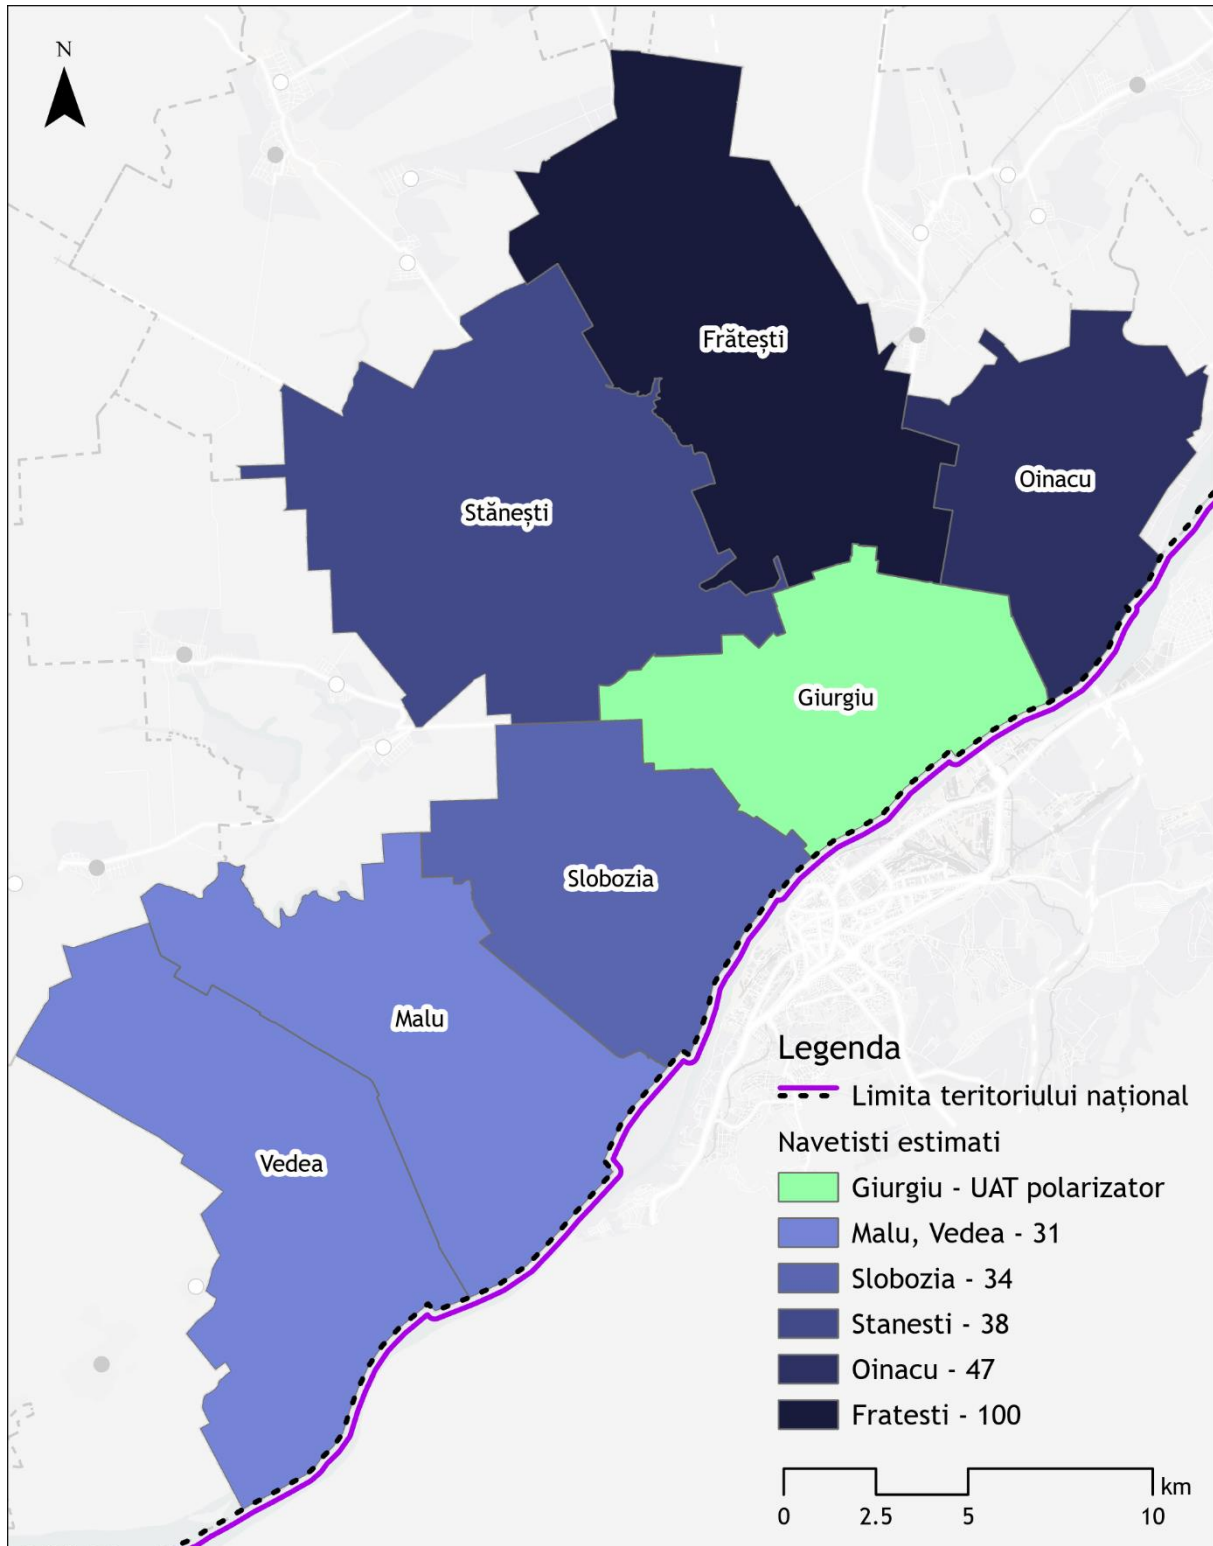 N
Frătești
Oinacu
Stănești
Giurgiu
Slobozia
Malu
Vedea
Legenda
Limita teritoriului național
Navetisti estimati
Giurgiu - UAT polarizator
Malu, Vedea - 31
Slobozia - 34
Stanesti - 38
Oinacu - 47
Fratesti - 100
km
0 2.5 5 10